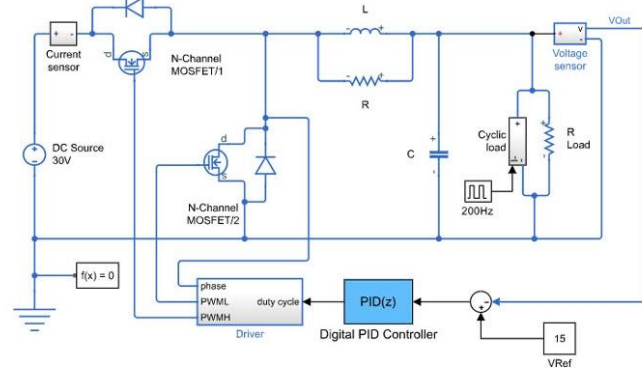 L
VOut
Current
sensor
d
s
N-Channel
MOSFET/1
Voltage
sensor
V
R
DC Source
30V
d
s
C
Cyclic
load
R
Load
N-Channel
MOSFET/2
200Hz
f(x) = 0
phase
PWML
duty cycle
PWMH
Driver
PID(z)
Digital PID Controller
15
VRef